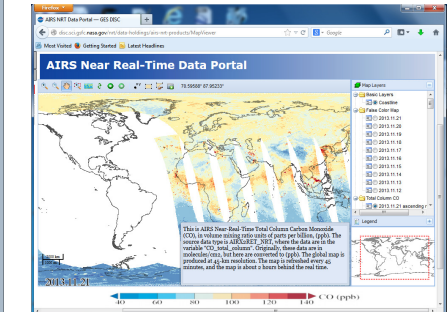 Firefox
AIRS NRT Data Portal — GES DISC
disc.sci.gsfc.nasa.gov/nrt/data-holdings/airs-nrt-products/MapViewer
Google
Most Visited
Getting Started
Latest Headlines
AIRS Near Real-Time Data Portal
Map Layers
Basic Layers
Coastline
False Color Map
2013.11.21
2013.11.20
2013.11.19
2013.11.18
2013.11.17
2013.11.16
2013.11.15
2013.11.14
2013.11.13
2013.11.12
Total Column CO
2013.11.21 ascending
Legend
This is AIRS Near-Real-Time Total Column Carbon Monoxide
(CO), in volume mixing ratio units of parts per billion, (ppb). The
source data type is AIRX2RET_NRT, where the data are in the
variable "CO_total_column". Originally, these data are in
molecules/cm2, but here are converted to (ppb). The global map is
produced at 45-km resolution. The map is refreshed every 45
minutes, and the map is about 2 hours behind the real time.
2013-11-21
40 60 80 100 120 140 CO (ppb)